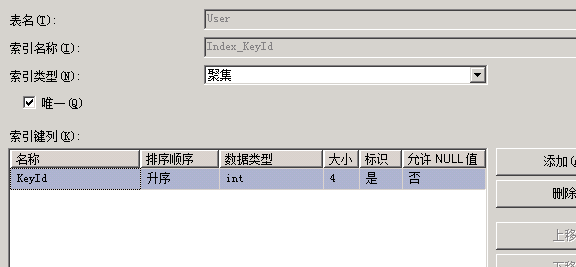 表名(T): User
索引名称(I): Index_KeyId
索引类型(N): 聚集
唯一(Q)
索引键列(K):
名称 排序顺序 数据类型 大小 标识 允许 NULL 值
KeyId 升序 int 4 是 否
添加(A
删除
上移
下移